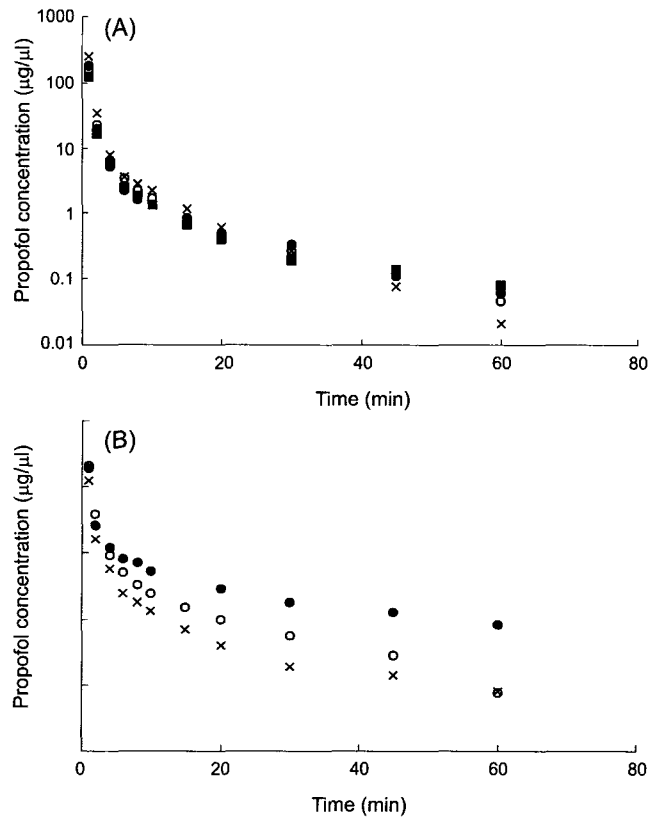 (A)
1000
100
10
1
0.1
0.01
Propofol concentration (μg/μl)
0 20 40 60 80
Time (min)
(B)
Propofol concentration (μg/μl)
0 20 40 60 80
Time (min)